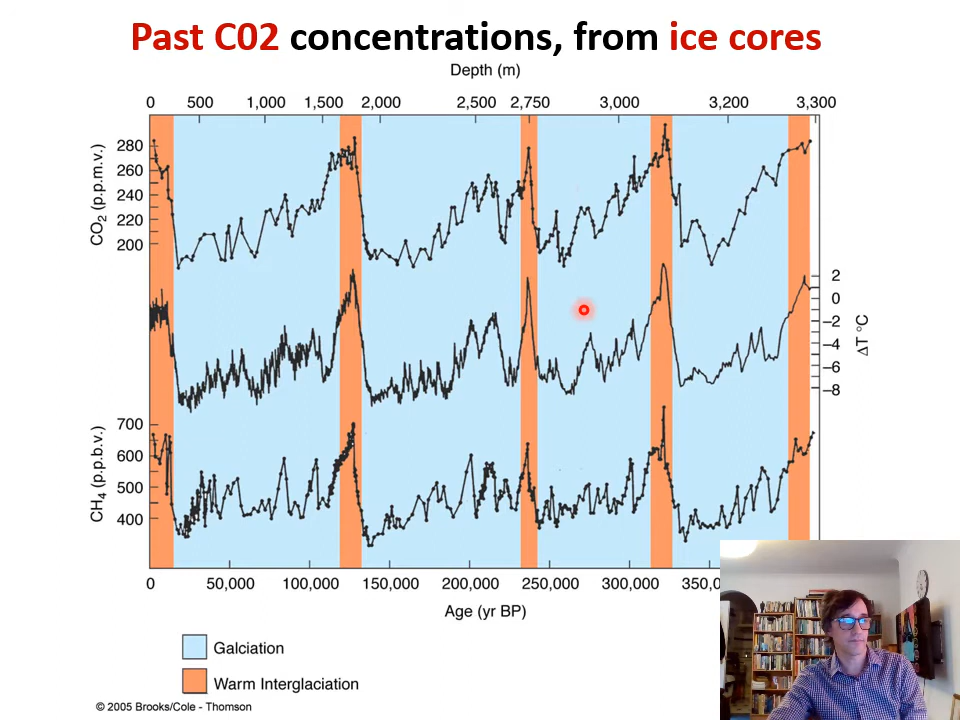 Past C02 concentrations, from ice cores
Depth (m)
0 500 1,000 1,500 2,000 2,500 2,750 3,000 3,200 3,300
280
260
240
220
200
CO2 (p.p.m.v.)
2
0
–2
–4
–6
–8
ΔT °C
700
600
500
400
CH4 (p.p.b.v.)
0 50,000 100,000 150,000 200,000 250,000 300,000 350,0
Age (yr BP)
Galciation
Warm Interglaciation
© 2005 Brooks/Cole - Thomson